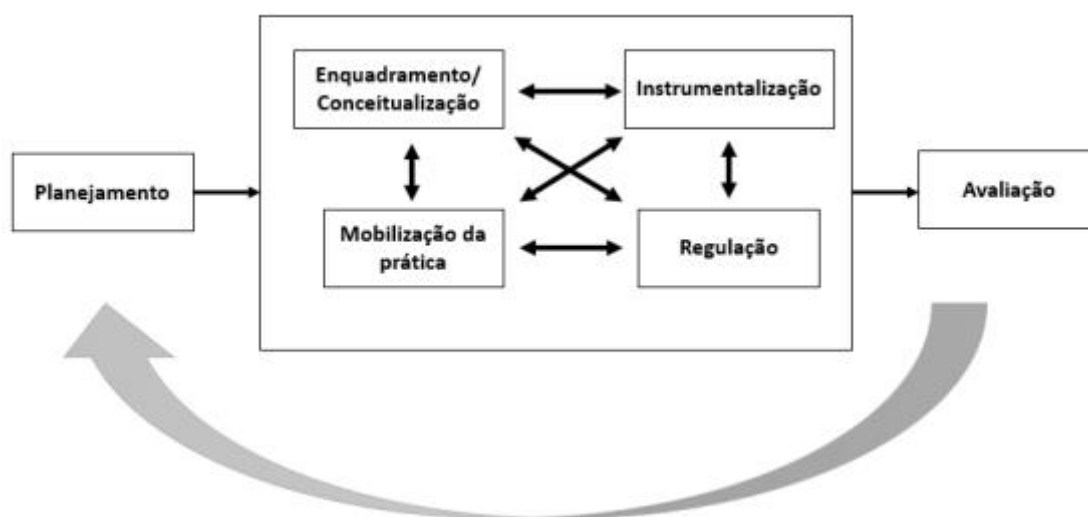 Enquadramento/
Conceitualização
Instrumentalização
Planejamento
Avaliação
Mobilização da
prática
Regulação